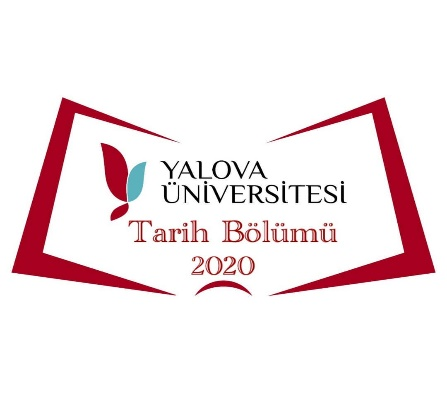 YALOVA
ÜNİVERSİTESİ
Tarih Bölümü
2020